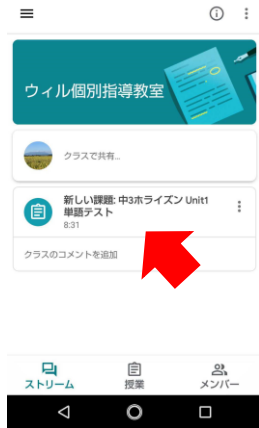 ウィル個別指導教室
クラスで共有...
新しい課題: 中3ホライズン Unit1
単語テスト
8:31
クラスのコメントを追加
ストリーム
授業
メンバー